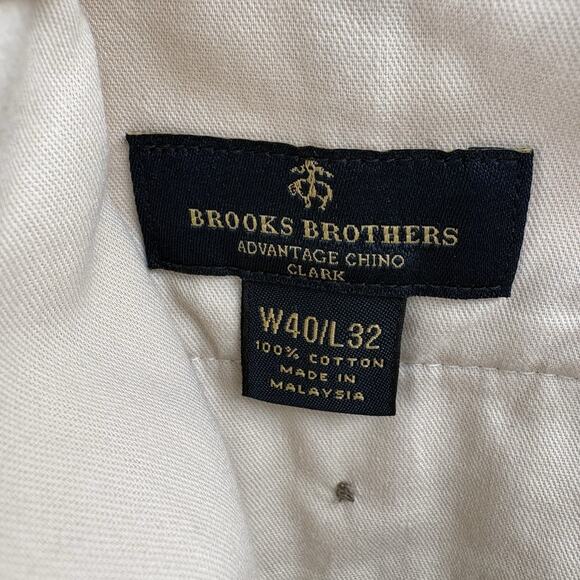 BROOKS BROTHERS
ADVANTAGE CHINO
CLARK
W40/L32
100% COTTON
MADE IN
MALAYSIA